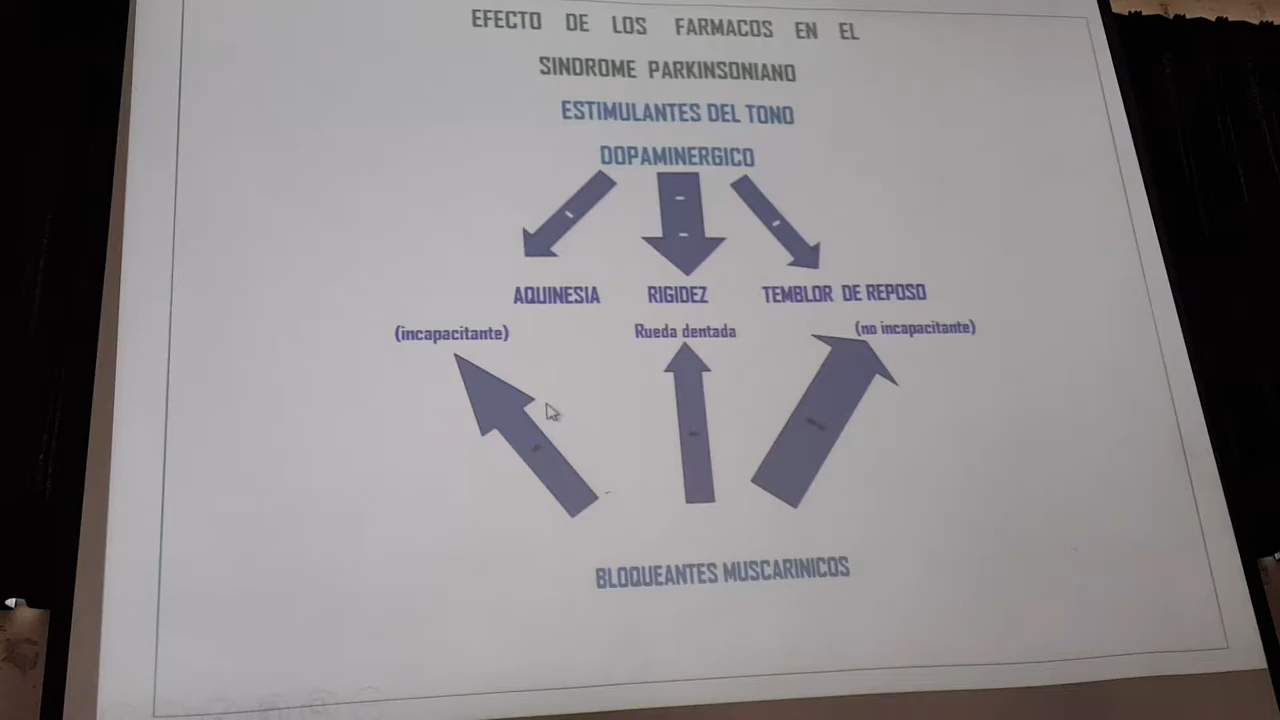 EFECTO DE LOS FARMACOS EN EL
SINDROME PARKINSONIANO
ESTIMULANTES DEL TONO
DOPAMINERGICO
AQUINESIA RIGIDEZ TEMBLOR DE REPOSO
(incapacitante) Rueda dentada (no incapacitante)
BLOQUEANTES MUSCARINICOS